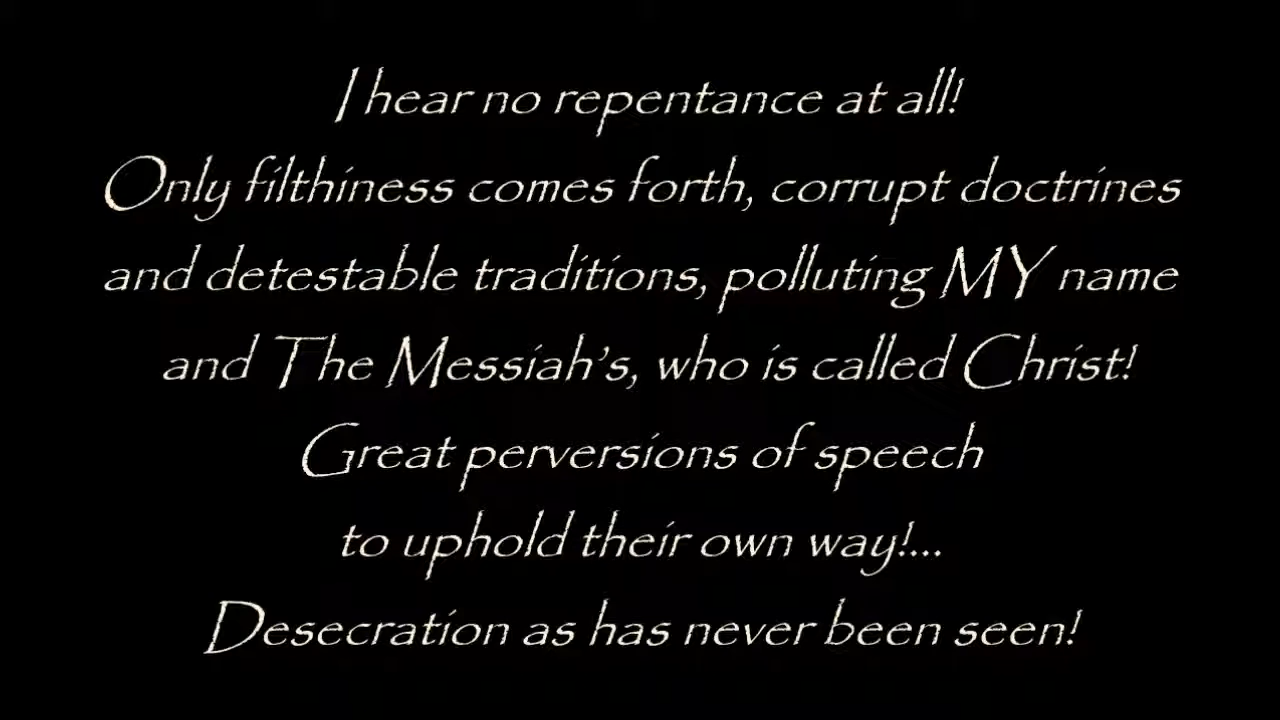 I hear no repentance at all!
Only filthiness comes forth, corrupt doctrines
and detestable traditions, polluting MY name
and The Messiah's, who is called Christ!
Great perversions of speech
to uphold their own way!...
Desecration as has never been seen!